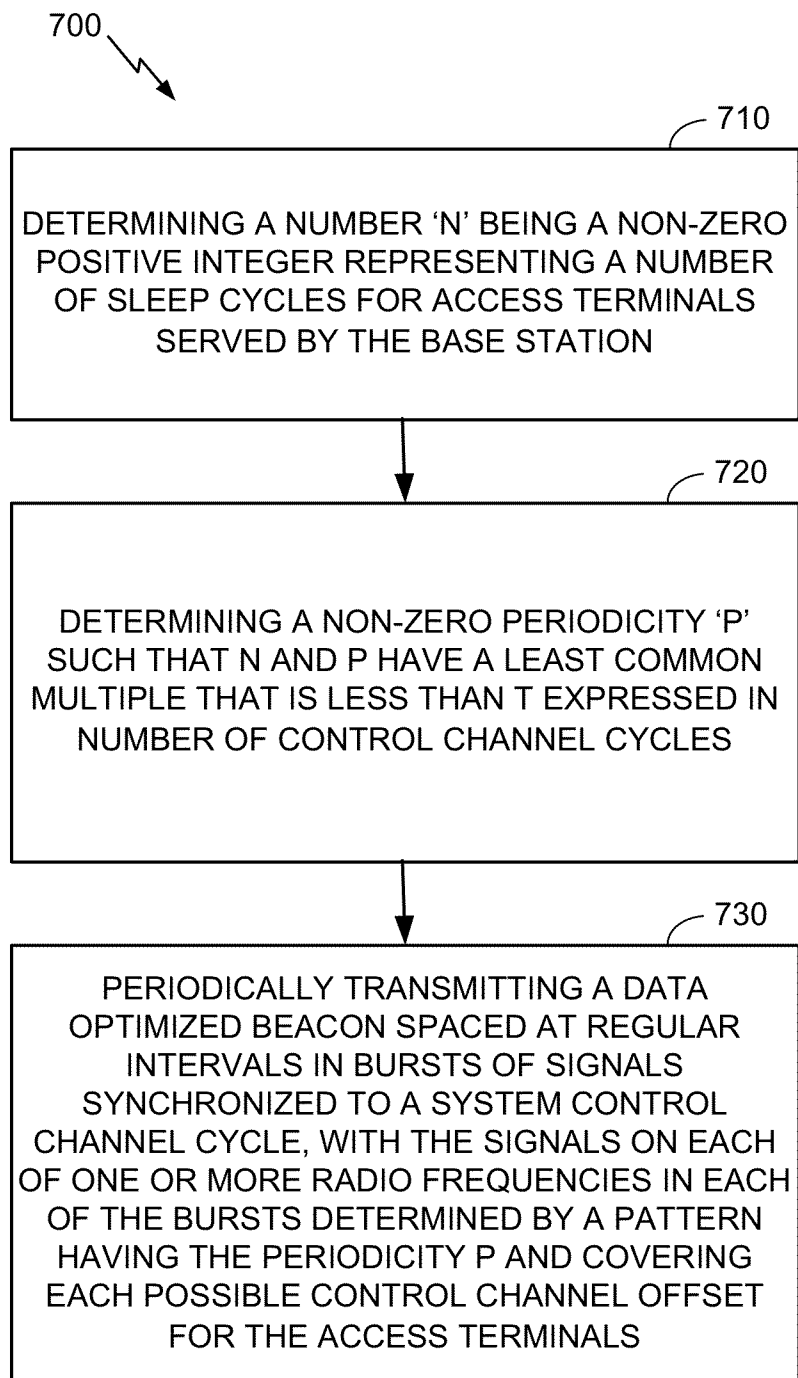 700
710
DETERMINING A NUMBER ‘N’ BEING A NON-ZERO
POSITIVE INTEGER REPRESENTING A NUMBER
OF SLEEP CYCLES FOR ACCESS TERMINALS
SERVED BY THE BASE STATION
720
DETERMINING A NON-ZERO PERIODICITY ‘P’
SUCH THAT N AND P HAVE A LEAST COMMON
MULTIPLE THAT IS LESS THAN T EXPRESSED IN
NUMBER OF CONTROL CHANNEL CYCLES
730
PERIODICALLY TRANSMITTING A DATA
OPTIMIZED BEACON SPACED AT REGULAR
INTERVALS IN BURSTS OF SIGNALS
SYNCHRONIZED TO A SYSTEM CONTROL
CHANNEL CYCLE, WITH THE SIGNALS ON EACH
OF ONE OR MORE RADIO FREQUENCIES IN EACH
OF THE BURSTS DETERMINED BY A PATTERN
HAVING THE PERIODICITY P AND COVERING
EACH POSSIBLE CONTROL CHANNEL OFFSET
FOR THE ACCESS TERMINALS